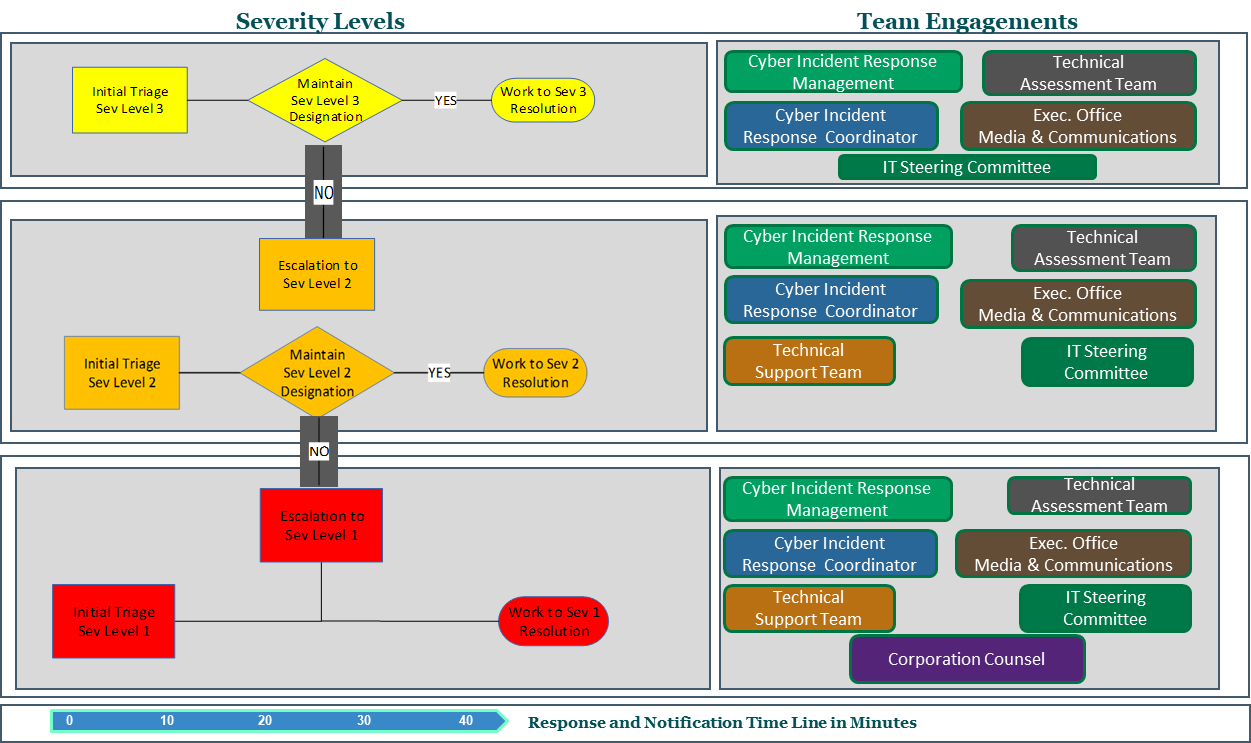 Severity Levels
Team Engagements
Initial Triage
Sev Level 3
Maintain
Sev Level 3
Designation
YES
Work to Sev 3
Resolution
NO
Cyber Incident Response
Management
Technical
Assessment Team
Cyber Incident
Response Coordinator
Exec. Office
Media & Communications
IT Steering Committee
Escalation to
Sev Level 2
Initial Triage
Sev Level 2
Maintain
Sev Level 2
Designation
YES
Work to Sev 2
Resolution
NO
Cyber Incident Response
Management
Technical
Assessment Team
Cyber Incident
Response Coordinator
Exec. Office
Media & Communications
Technical
Support Team
IT Steering
Committee
Escalation to
Sev Level 1
Initial Triage
Sev Level 1
Work to Sev 1
Resolution
Cyber Incident Response
Management
Technical
Assessment Team
Cyber Incident
Response Coordinator
Exec. Office
Media & Communications
Technical
Support Team
IT Steering
Committee
Corporation Counsel
0 10 20 30 40
Response and Notification Time Line in Minutes